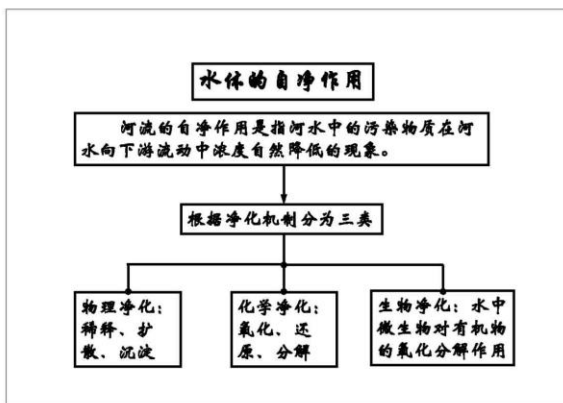 水体的自净作用
河流的自净作用是指河水中的污染物质在河
水向下游流动中浓度自然降低的现象。
根据净化机制分为三类
物理净化：
稀释、扩
散、沉淀
化学净化：
氧化、还
原、分解
生物净化：水中
微生物对有机物
的氧化分解作用